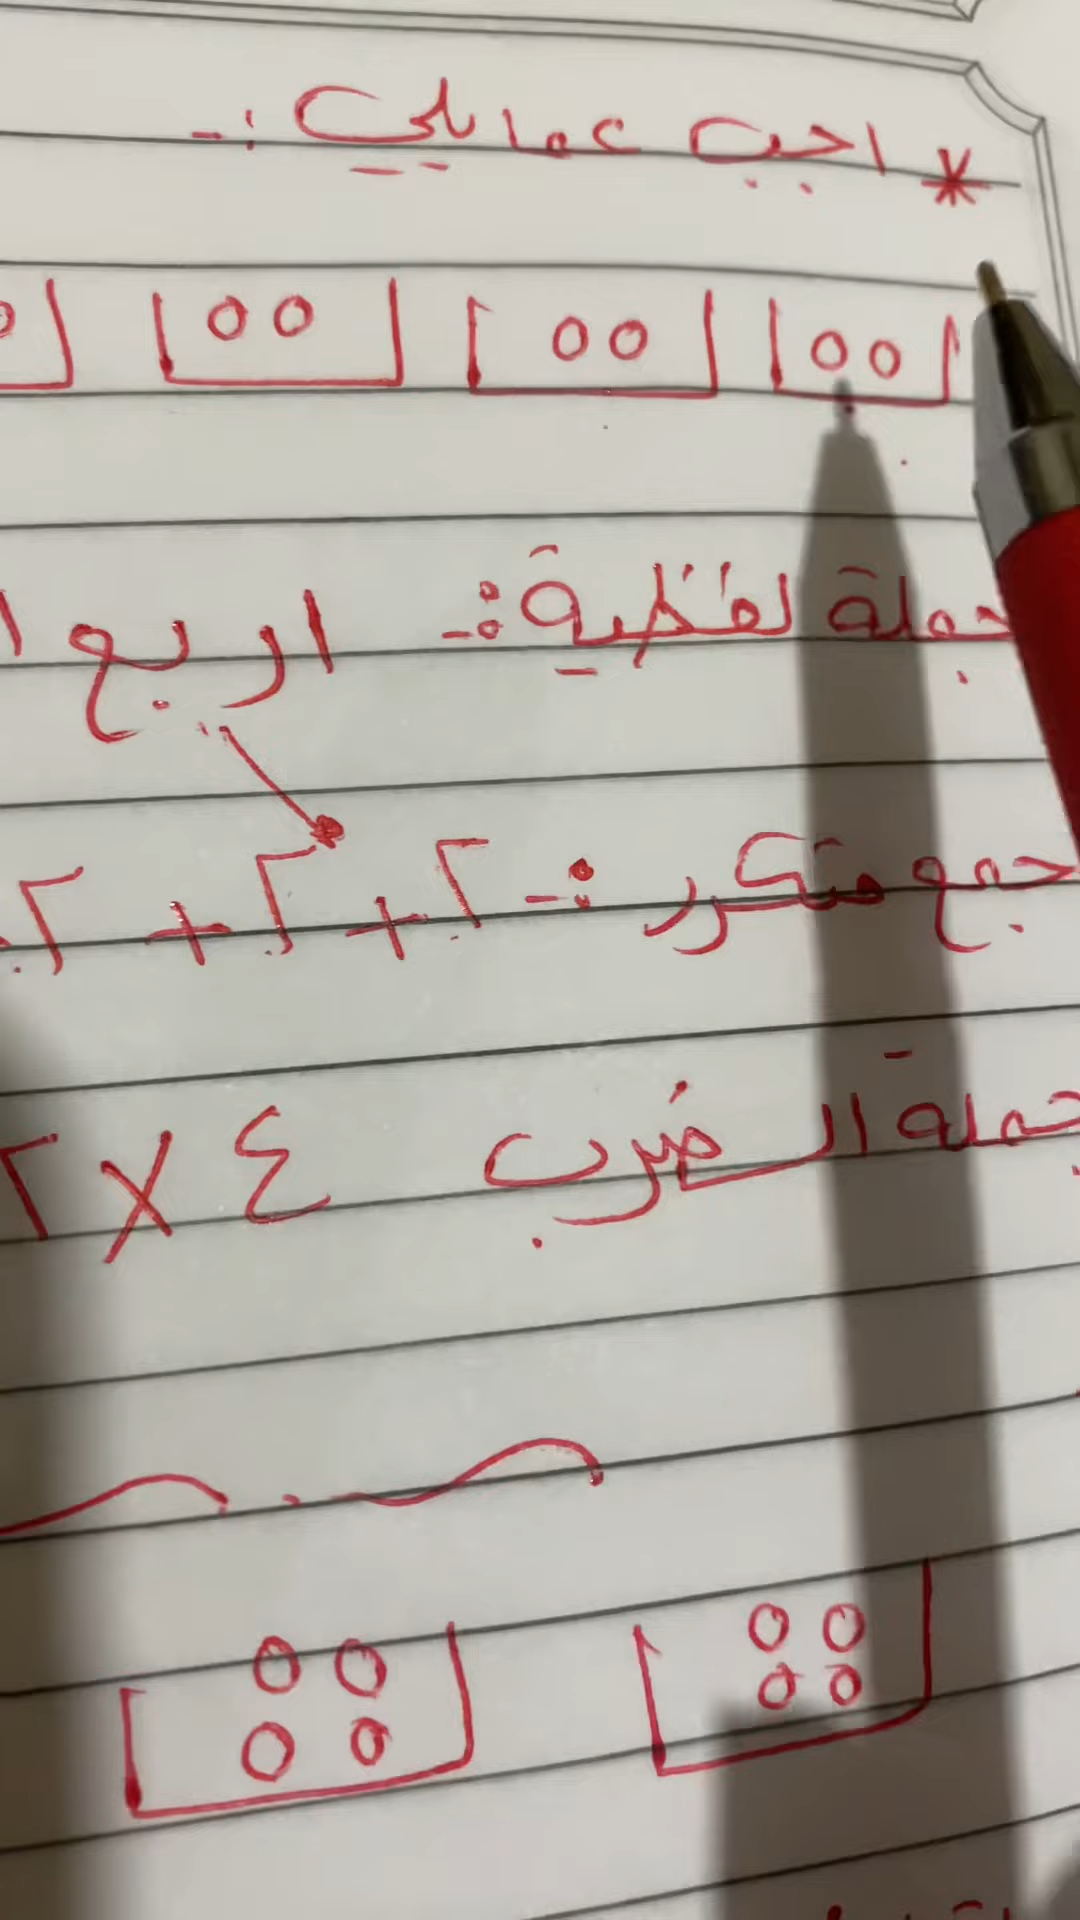 * اجب عما يلي :-
جملة لفظية :- اربع ا
جمع متكرر :- ٢ + ٢ + ٢
جملة الضرب ٤ × ٢